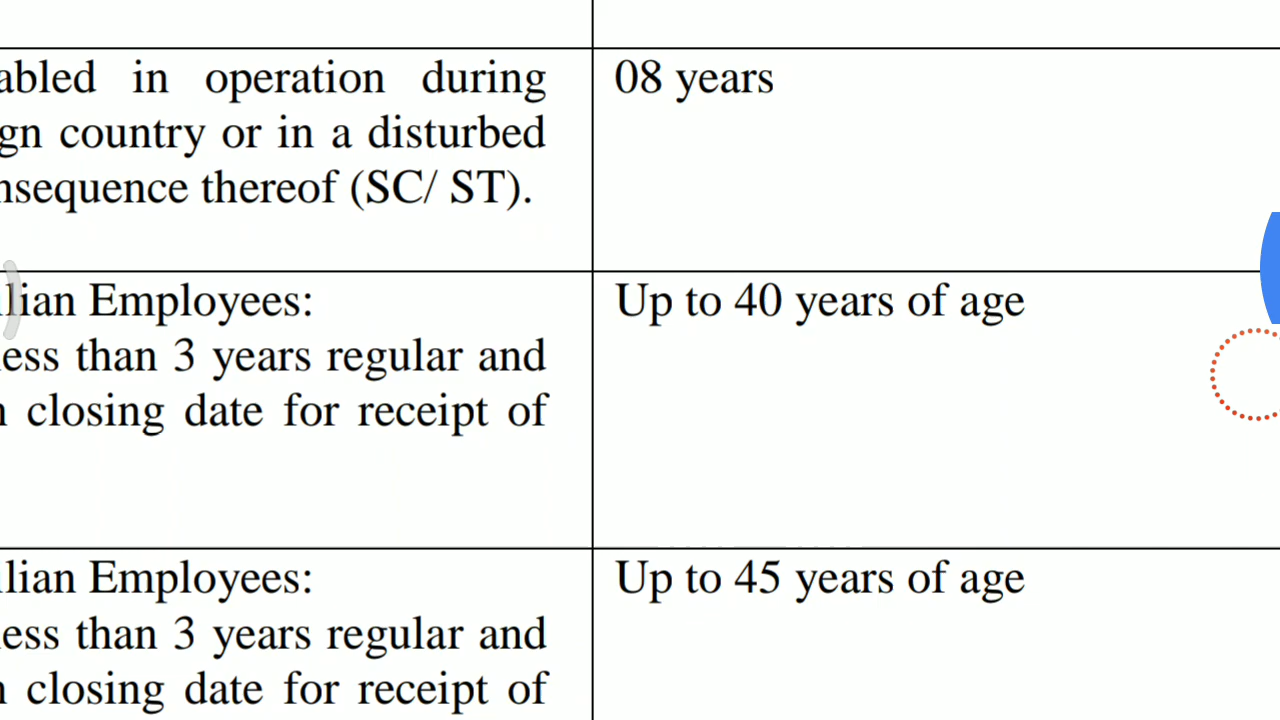 abled in operation during
08 years
gn country or in a disturbed
nsequence thereof (SC/ ST).
lian Employees:
Up to 40 years of age
ess than 3 years regular and
closing date for receipt of
lian Employees:
Up to 45 years of age
ess than 3 years regular and
closing date for receipt of